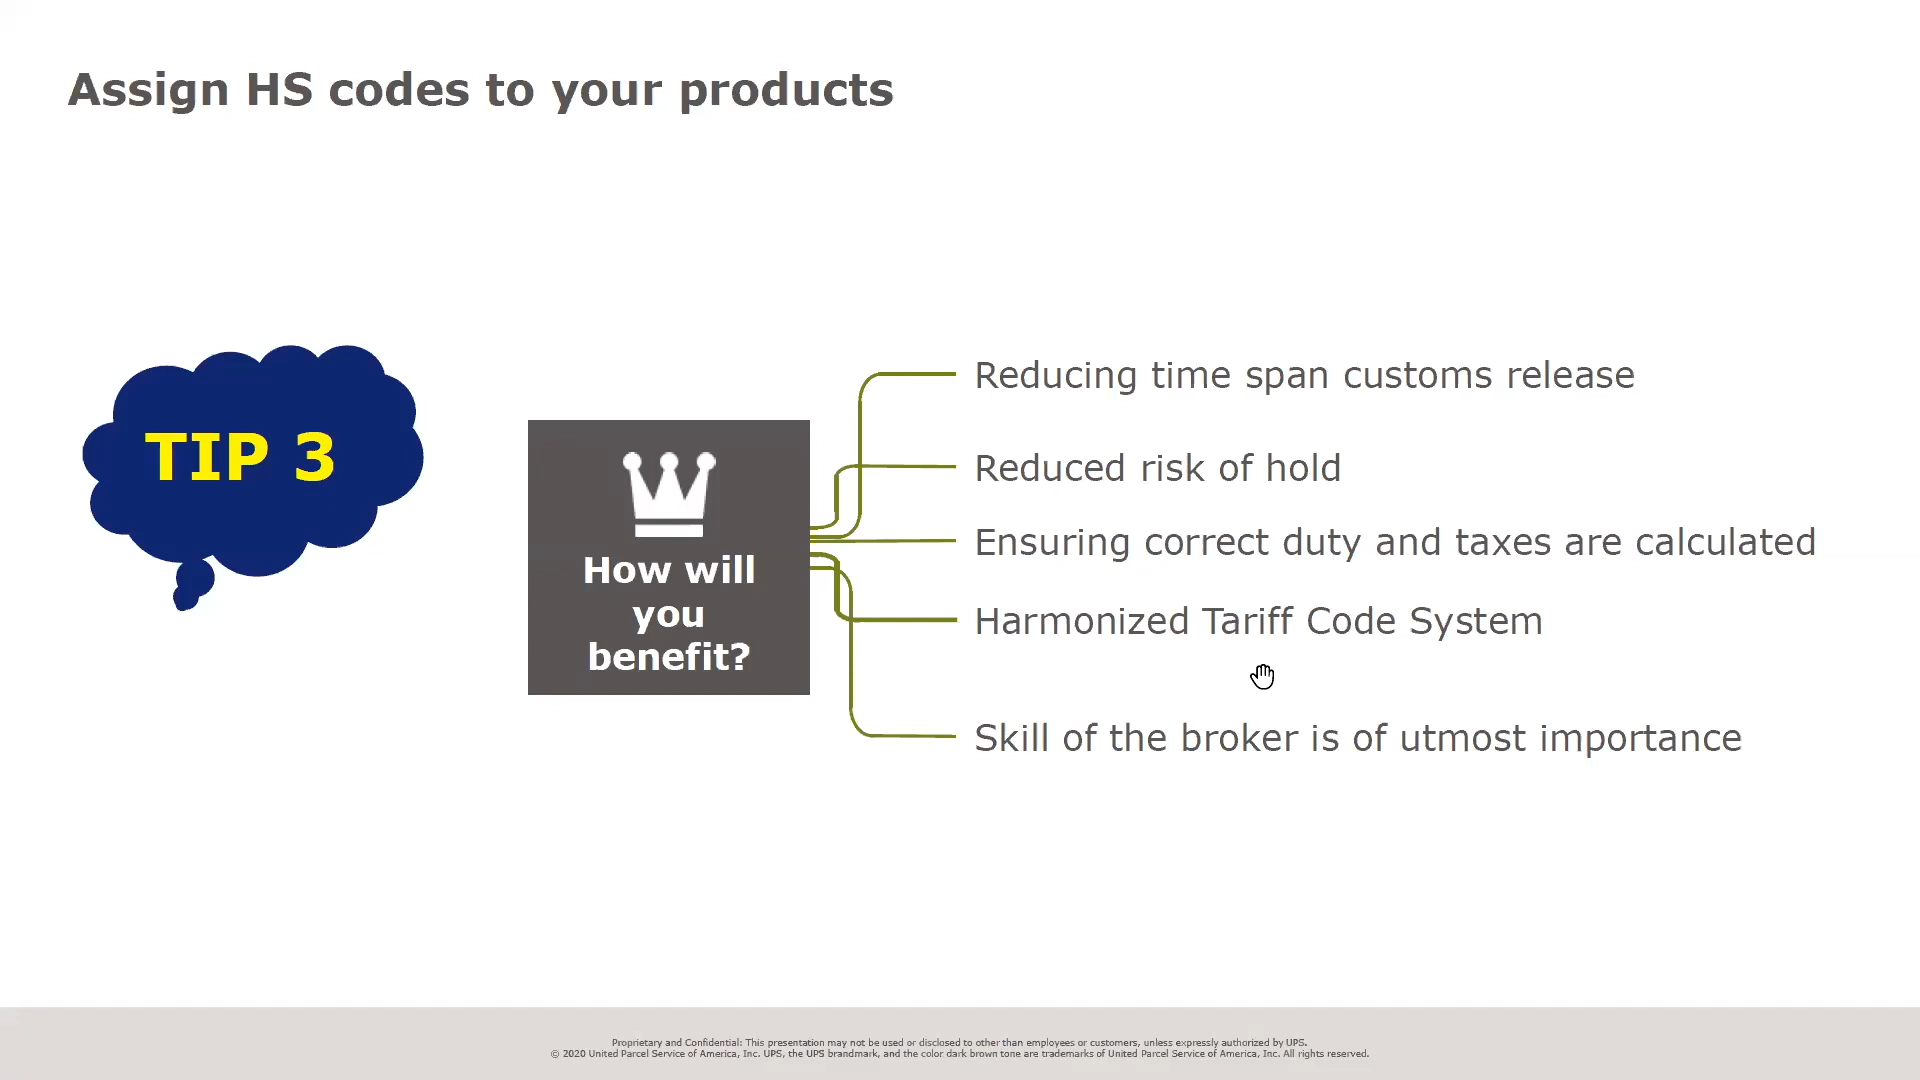 Assign HS codes to your products
TIP 3
How will
you
benefit?
Reducing time span customs release
Reduced risk of hold
Ensuring correct duty and taxes are calculated
Harmonized Tariff Code System
Skill of the broker is of utmost importance
Proprietary and Confidential: This presentation may not be used or disclosed to other than employees or customers, unless expressly authorized by UPS.
© 2020 United Parcel Service of America, Inc. UPS, the UPS brandmark, and the color dark brown tone are trademarks of United Parcel Service of America, Inc. All rights reserved.